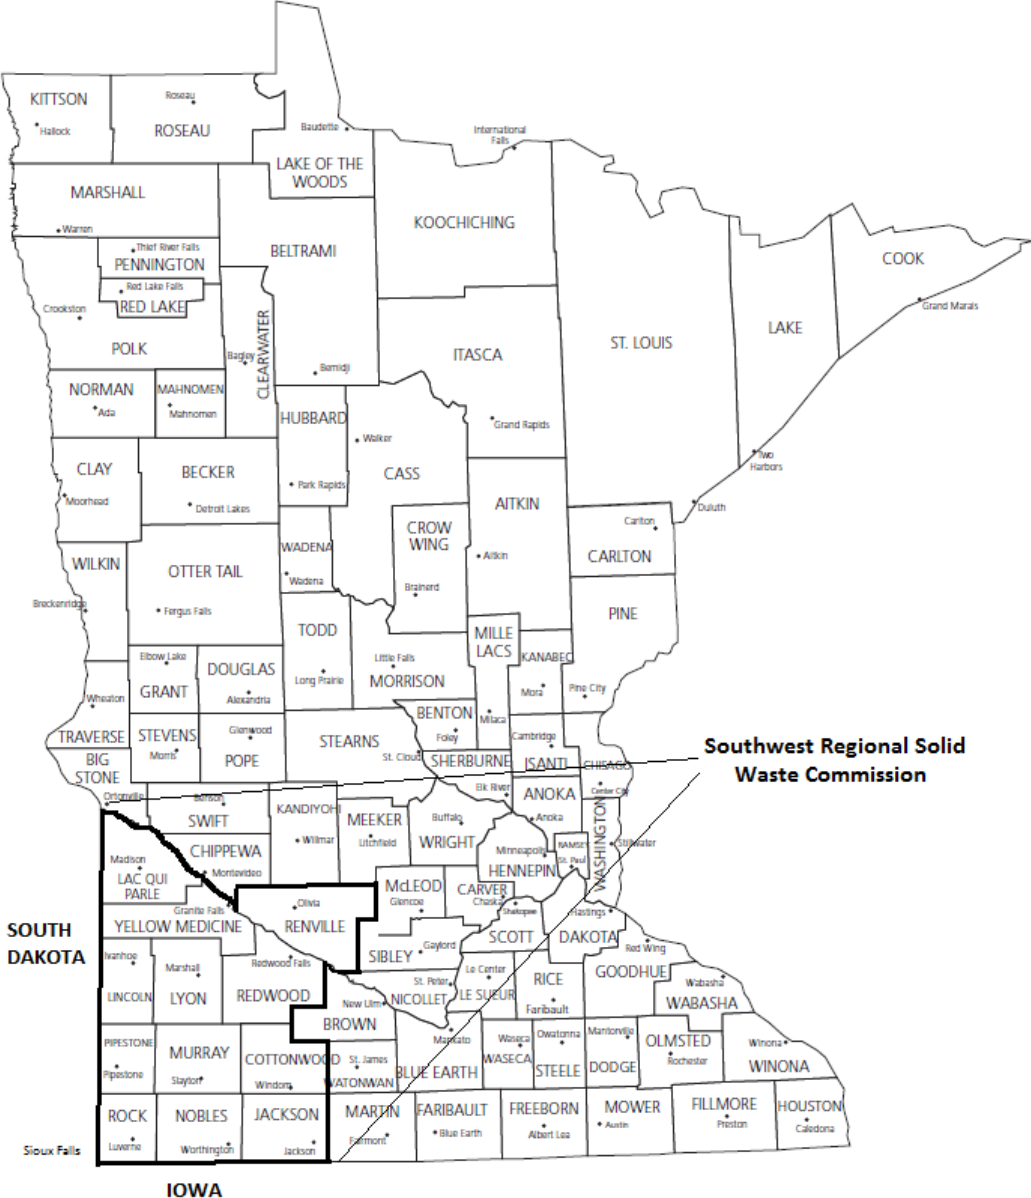 KITTSON
Hallock
Roseau
ROSEAU
Baudette
LAKE OF THE
WOODS
International
Falls
MARSHALL
Warren
KOOCHICHING
BELTRAMI
Bemidji
Thief River Falls
PENNINGTON
Red Lake Falls
RED LAKE
Crookston
POLK
CLEARWATER
Bagley
ST. LOUIS
LAKE
COOK
Grand Marais
Two
Harbors
Duluth
ITASCA
Grand Rapids
NORMAN
Ada
MAHNOMEN
Mahnomen
HUBBARD
Park Rapids
Walker
CASS
CLAY
Moorhead
BECKER
Detroit Lakes
AITKIN
Aitkin
CROW
WING
Brainerd
Carlton
CARLTON
WILKIN
Breckenridge
OTTER TAIL
Fergus Falls
WADENA
Wadena
PINE
Pine City
TODD
Long Prairie
MILLE
LACS
Milaca
KANABEC
Mora
Little Falls
MORRISON
Elbow Lake
GRANT
DOUGLAS
Alexandria
Wheaton
TRAVERSE
STEVENS
Morris
Glenwood
POPE
STEARNS
St. Cloud
BENTON
Foley
SHERBURNE
Elk River
Cambridge
ISANTI
CHISAGO
Center City
BIG
STONE
Ortonville
Benson
SWIFT
KANDIYOHI
Willmar
MEEKER
Litchfield
Buffalo
WRIGHT
ANOKA
Anoka
WASHINGTON
Stillwater
RAMSEY
St. Paul
Minneapolis
HENNEPIN
Southwest Regional Solid
Waste Commission
CHIPPEWA
Montevideo
Madison
LAC QUI
PARLE
Granite Falls
YELLOW MEDICINE
Olivia
RENVILLE
McLEOD
Glencoe
CARVER
Chaska
Shakopee
SCOTT
Hastings
DAKOTA
SIBLEY
Gaylord
SOUTH
DAKOTA
Ivanhoe
LINCOLN
Marshall
LYON
Redwood Falls
REDWOOD
New Ulm
BROWN
St. Peter
NICOLLET
Le Center
LE SUEUR
RICE
Faribault
Red Wing
GOODHUE
Wabasha
WABASHA
PIPESTONE
Pipestone
MURRAY
Slayton
COTTONWOOD
Windom
St. James
WATONWAN
Mankato
BLUE EARTH
Waseca
WASECA
Owatonna
STEELE
Mantorville
DODGE
OLMSTED
Rochester
Winona
WINONA
ROCK
Luverne
NOBLES
Worthington
JACKSON
Jackson
MARTIN
Fairmont
FARIBAULT
Blue Earth
FREEBORN
Albert Lea
MOWER
Austin
FILLMORE
Preston
HOUSTON
Caledonia
Sioux Falls
IOWA